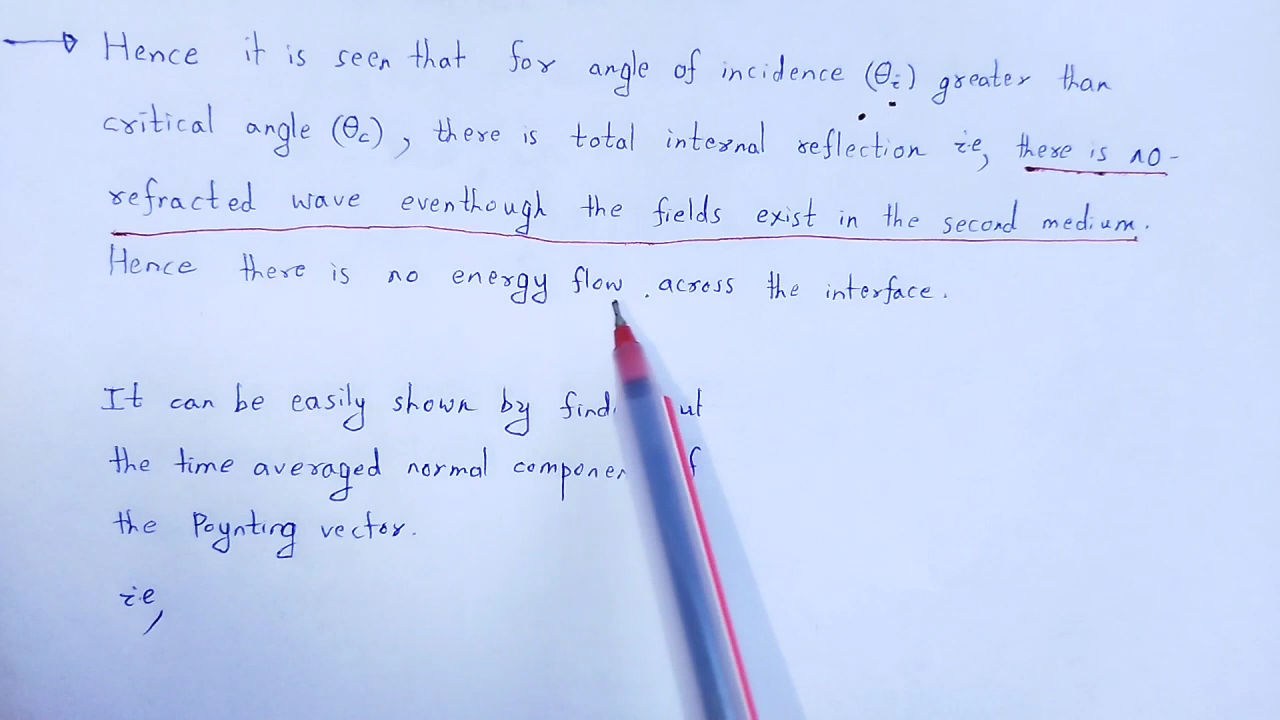 Hence it is seen that for angle of incidence (θi) greater than
critical angle (θc), there is total internal reflection ie, there is no-
refracted wave eventhough the fields exist in the second medium.
Hence there is no energy flow. across the interface.
It can be easily shown by
the time averaged normal
the Poynting vector.
ie,